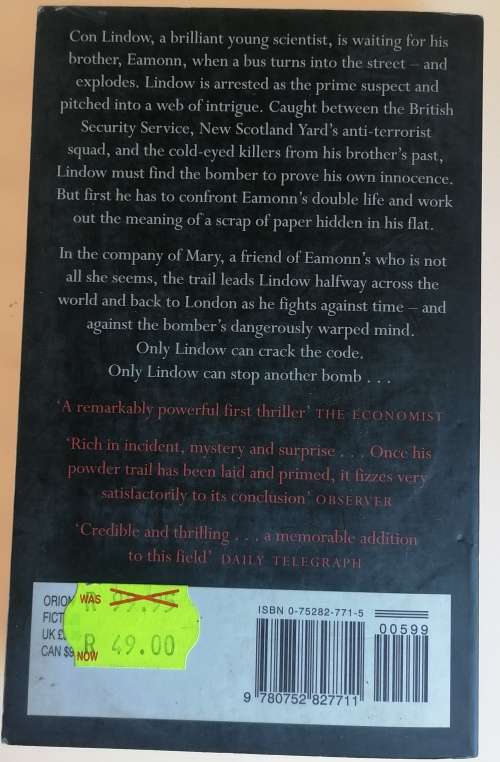 Con Lindow, a brilliant young scientist, is waiting for his
brother, Eamonn, when a bus turns into the street – and
explodes. Lindow is arrested as the prime suspect and
pitched into a web of intrigue. Caught between the British
Security Service, New Scotland Yard's anti-terrorist
squad, and the cold-eyed killers from his brother's past,
Lindow must find the bomber to prove his own innocence.
But first he has to confront Eamonn's double life and work
out the meaning of a scrap of paper hidden in his flat.
In the company of Mary, a friend of Eamonn's who is not
all she seems, the trail leads Lindow halfway across the
world and back to London as he fights against time – and
against the bomber's dangerously warped mind.
Only Lindow can crack the code.
Only Lindow can stop another bomb . . .
'A remarkably powerful first thriller' THE ECONOMIST
'Rich in incident, mystery and surprise . . . Once his
powder trail has been laid and primed, it fizzes very
satisfactorily to its conclusion' OBSERVER
'Credible and thrilling . . . a memorable addition
to this field' DAILY TELEGRAPH
ORION
FICT
UK £
CAN $9
WAS R 99.95
NOW R 49.00
ISBN 0-75282-771-5
00599
9 780752 827711